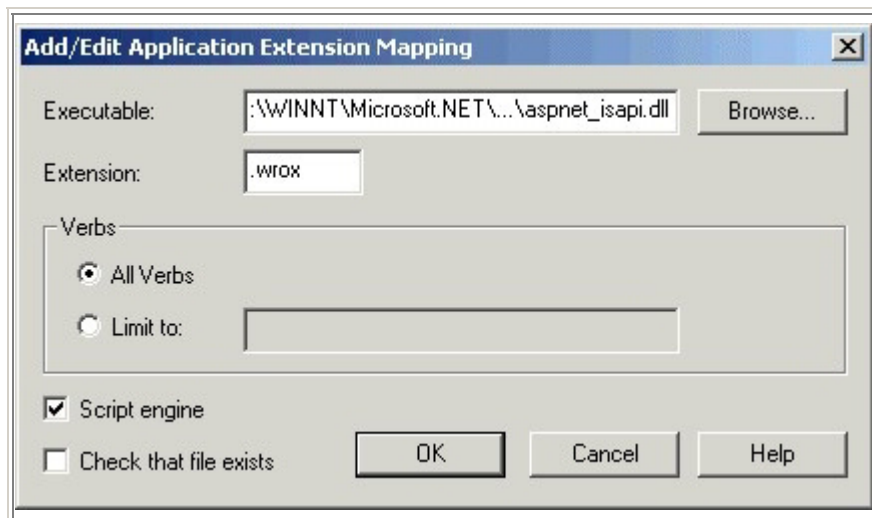 Add/Edit Application Extension Mapping
Executable: :\WINNT\Microsoft.NET\...\aspnet_isapi.dll Browse...
Extension: .wrox
Verbs
All Verbs
Limit to:
Script engine
Check that file exists OK Cancel Help